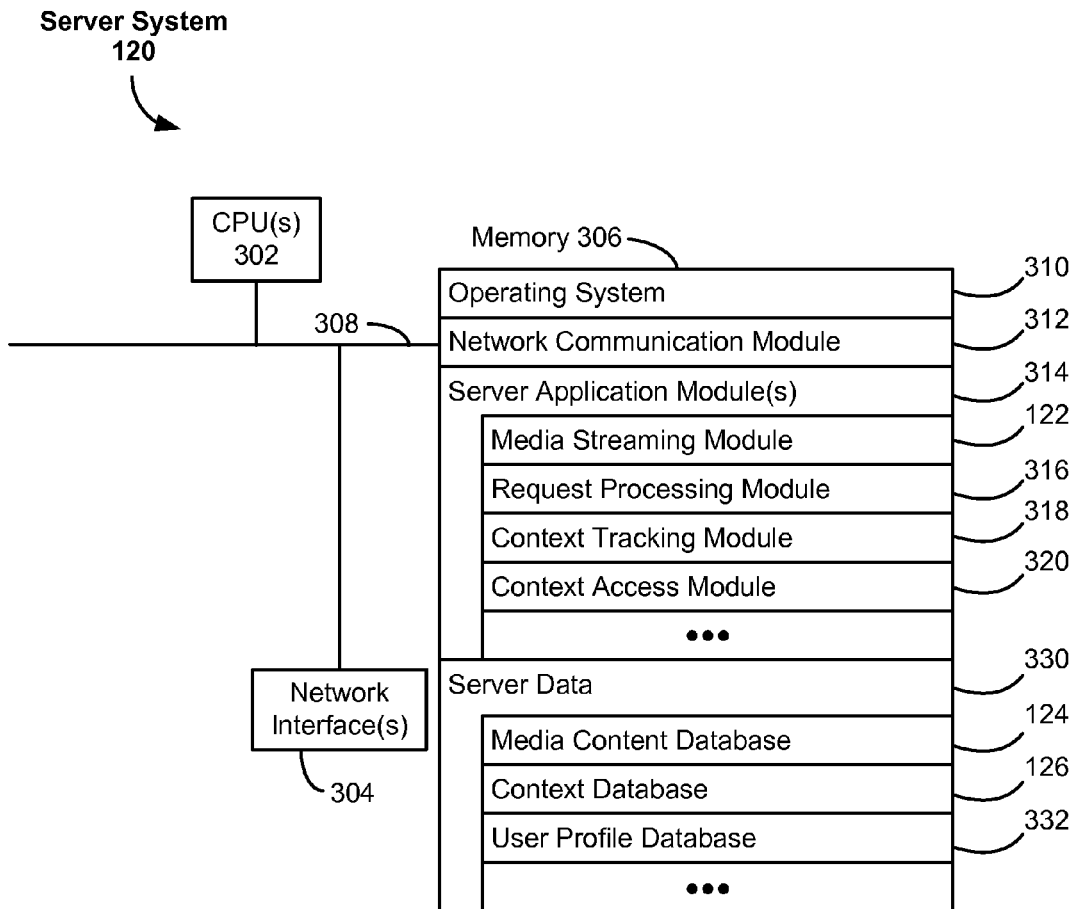 Server System
120
CPU(s)
302
Memory 306
308
Operating System
310
Network Communication Module
312
Server Application Module(s)
314
Media Streaming Module
122
Request Processing Module
316
Context Tracking Module
318
Context Access Module
320
•••
Network
Interface(s)
304
Server Data
330
Media Content Database
124
Context Database
126
User Profile Database
332
•••